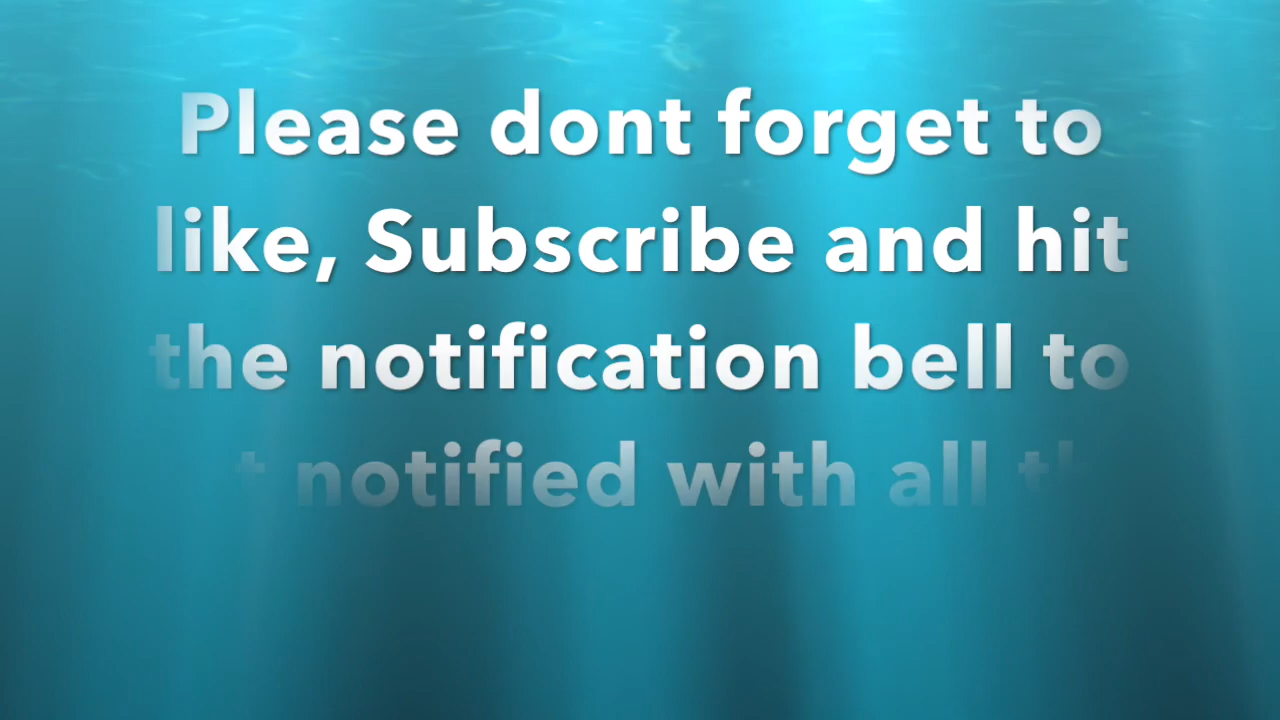 Please dont forget to
like, Subscribe and hit
the notification bell to
notified with all